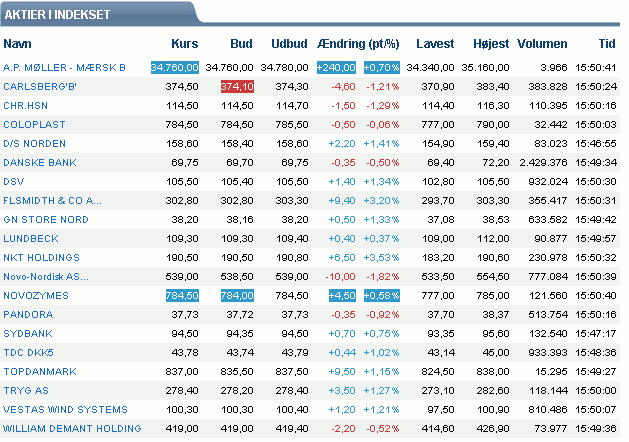 AKTIER I INDEKSET
Navn Kurs Bud Udbud Ændring (pt/%) Lavest Højest Volumen Tid
A.P. MØLLER - MÆRSK B 34.760,00 34.760,00 34.780,00 +240,00 +0,70% 34.340,00 35.160,00 3.966 15:50:41
CARLSBERG'B' 374,50 374,10 374,30 -4,60 -1,21% 370,90 383,40 383.828 15:50:24
CHR.HSN 114,50 114,50 114,70 -1,50 -1,29% 114,40 116,30 110.395 15:50:16
COLOPLAST 784,50 784,50 785,50 -0,50 -0,06% 777,00 790,00 32.442 15:50:03
D/S NORDEN 158,60 158,40 158,60 +2,20 +1,41% 154,90 159,40 83.023 15:46:55
DANSKE BANK 69,75 69,70 69,75 -0,35 -0,50% 69,40 72,20 2.429.376 15:49:34
DSV 105,50 105,40 105,50 +1,40 +1,34% 102,80 105,50 932.024 15:50:30
FLSMIDTH & CO A... 302,80 302,80 303,30 +9,40 +3,20% 293,70 303,30 355.417 15:50:31
GN STORE NORD 38,20 38,16 38,20 +0,50 +1,33% 37,08 38,53 633.582 15:49:42
LUNDBECK 109,30 109,30 109,40 +0,40 +0,37% 109,00 112,00 90.877 15:49:57
NKT HOLDINGS 190,50 190,50 190,80 +6,50 +3,53% 183,20 190,60 230.978 15:50:32
Novo-Nordisk AS... 539,00 538,50 539,00 -10,00 -1,82% 533,50 554,50 777.084 15:50:39
NOVOZYMES 784,50 784,00 784,50 +4,50 +0,58% 777,00 785,00 121.560 15:50:40
PANDORA 37,73 37,72 37,73 -0,35 -0,92% 37,70 38,37 513.754 15:50:16
SYDBANK 94,50 94,35 94,50 +0,70 +0,75% 93,35 95,60 132.540 15:47:17
TDC DKK5 43,78 43,74 43,79 +0,44 +1,02% 43,14 45,00 933.393 15:48:36
TOPDANMARK 837,00 835,50 837,50 +9,50 +1,15% 824,50 838,00 15.295 15:49:27
TRYG AS 278,40 278,20 278,40 +3,50 +1,27% 273,10 282,60 118.144 15:50:00
VESTAS WIND SYSTEMS 100,30 100,30 100,40 +1,20 +1,21% 97,50 100,90 810.486 15:50:07
WILLIAM DEMANT HOLDING 419,00 419,00 419,40 -2,20 -0,52% 414,60 426,90 73.977 15:49:36